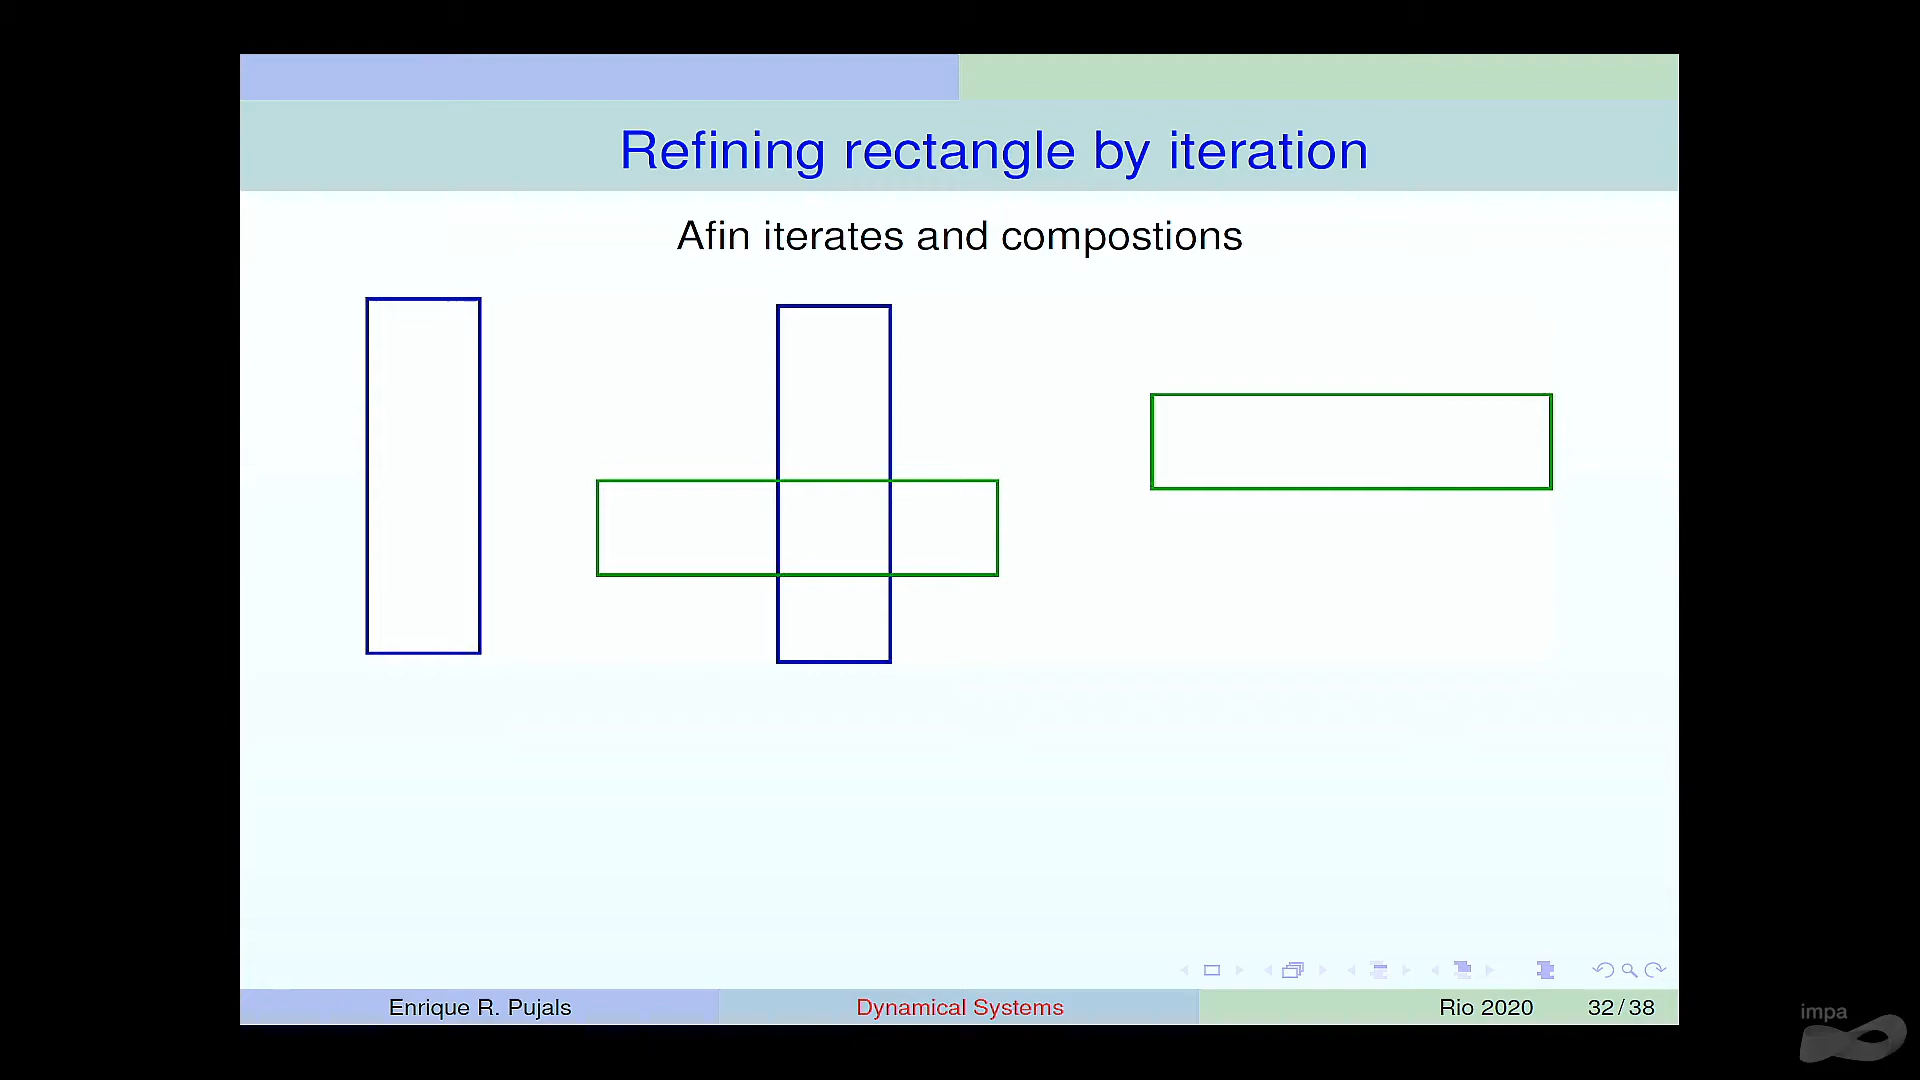 Refining rectangle by iteration
Afin iterates and compostions
Enrique R. Pujals
Dynamical Systems
Rio 2020
32/38
impa